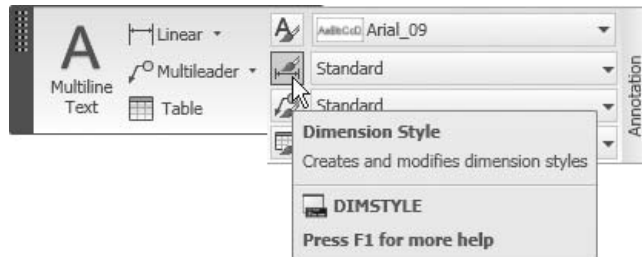 A
Multiline
Text
Linear
Multileader
Table
AaBbCcD Arial_09
Standard
Standard
Annotation
Dimension Style
Creates and modifies dimension styles
DIMSTYLE
Press F1 for more help